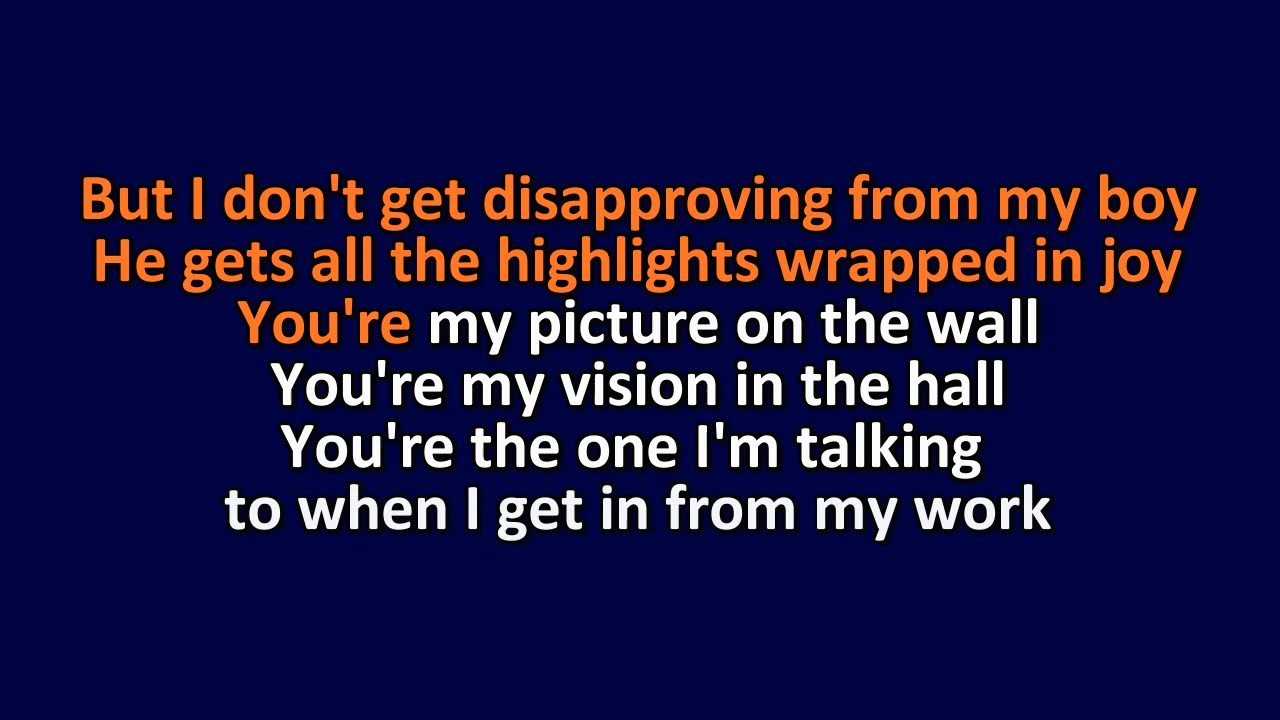 But I don't get disapproving from my boy
He gets all the highlights wrapped in joy
You're my picture on the wall
You're my vision in the hall
You're the one I'm talking
to when I get in from my work